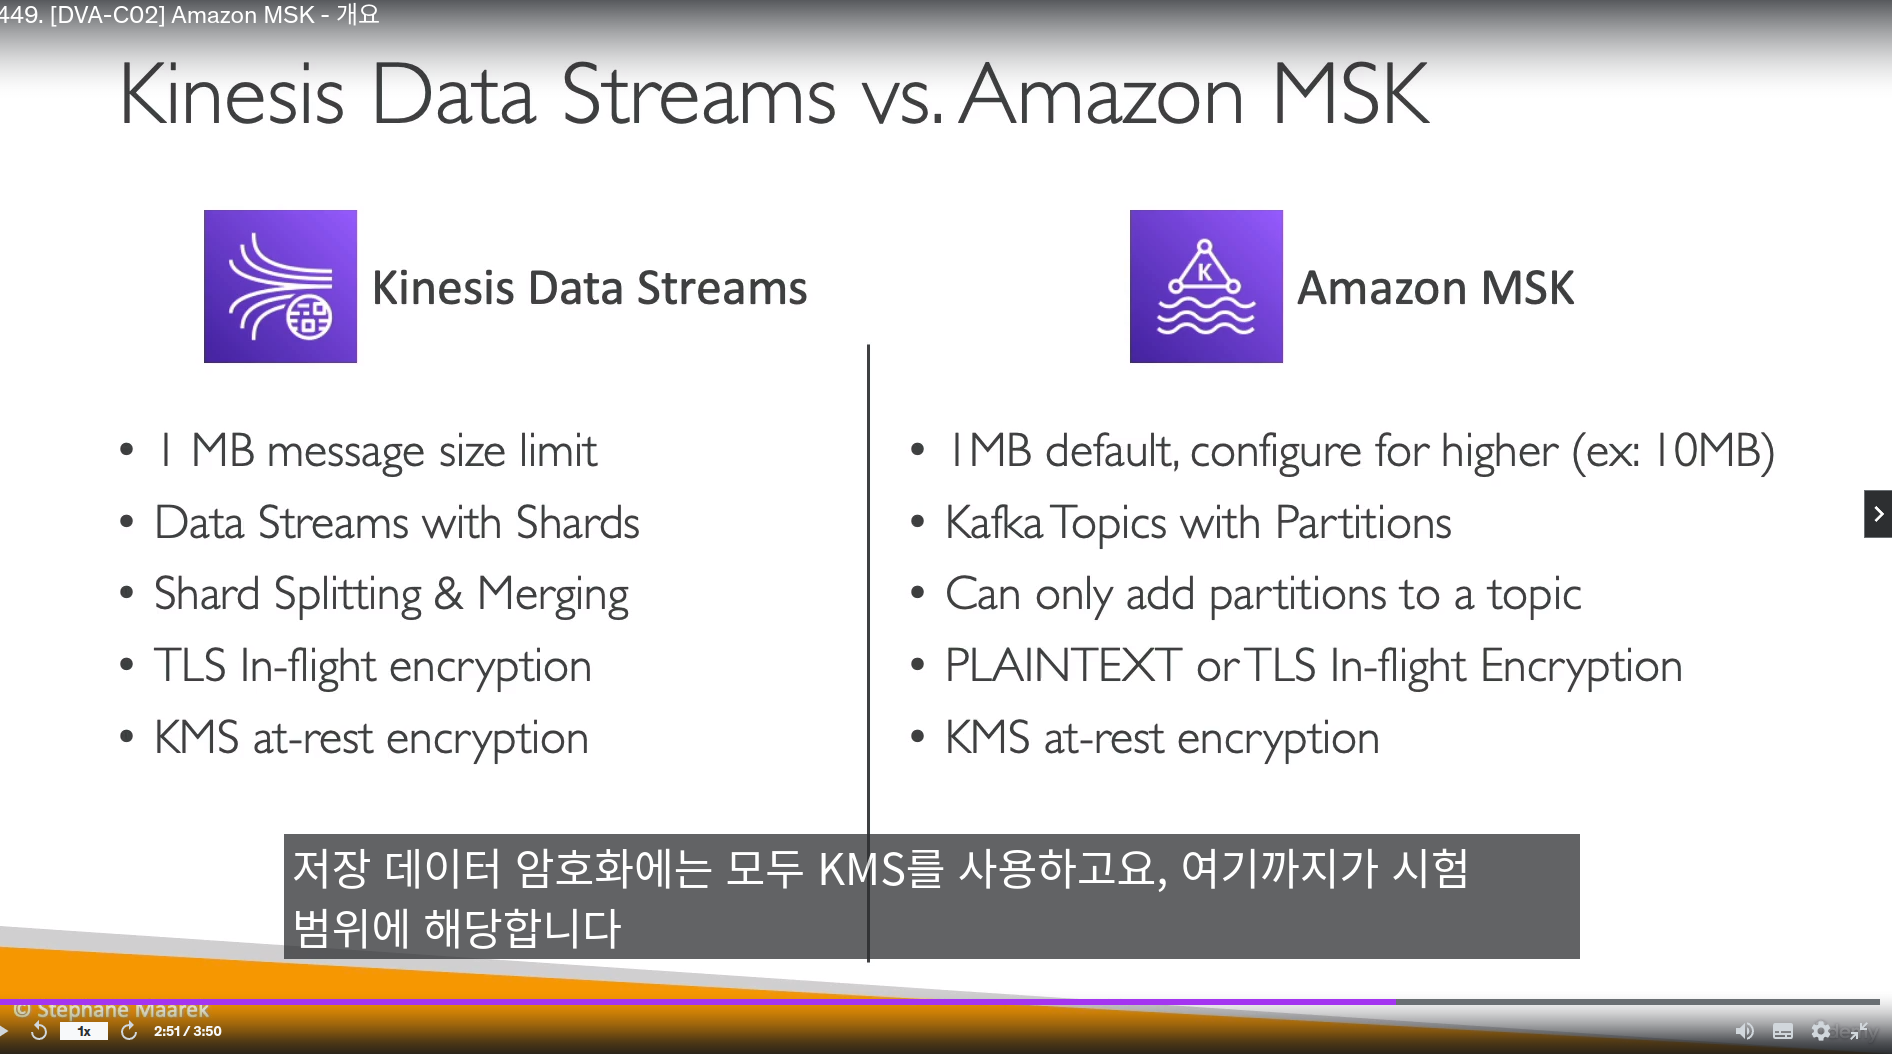 449. [DVA-C02] Amazon MSK - 개요
Kinesis Data Streams vs. Amazon MSK
Kinesis Data Streams
• 1 MB message size limit
• Data Streams with Shards
• Shard Splitting & Merging
• TLS In-flight encryption
• KMS at-rest encryption
K
Amazon MSK
• 1MB default, configure for higher (ex: 10MB)
• Kafka Topics with Partitions
• Can only add partitions to a topic
• PLAINTEXT or TLS In-flight Encryption
• KMS at-rest encryption
저장 데이터 암호화에는 모두 KMS를 사용하고요, 여기까지가 시험
범위에 해당합니다
© Stephane Maarek
1x
2:51 / 3:50